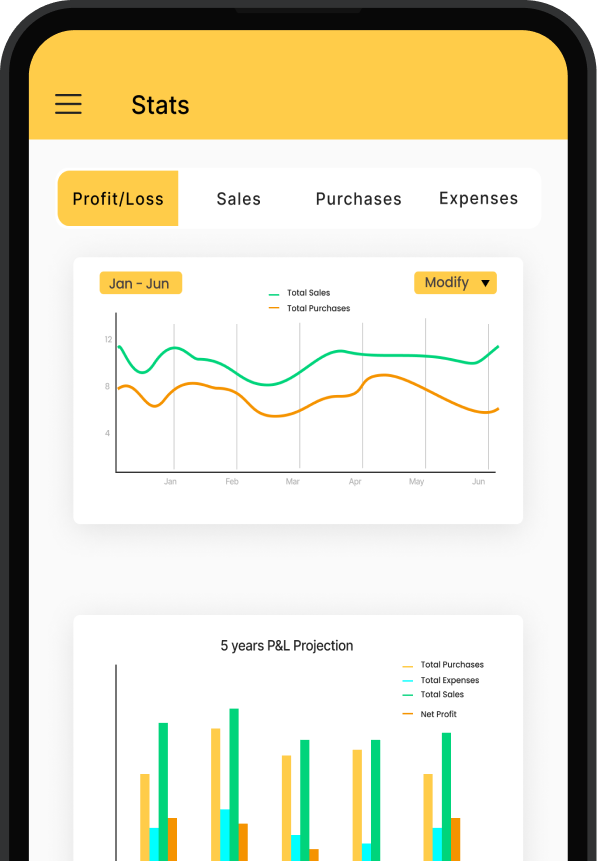 Stats
Profit/Loss Sales Purchases Expenses
Jan - Jun
Modify
Total Sales
Total Purchases
12
8
4
Jan Feb Mar Apr May Jun
5 years P&L Projection
Total Purchases
Total Expenses
Total Sales
Net Profit